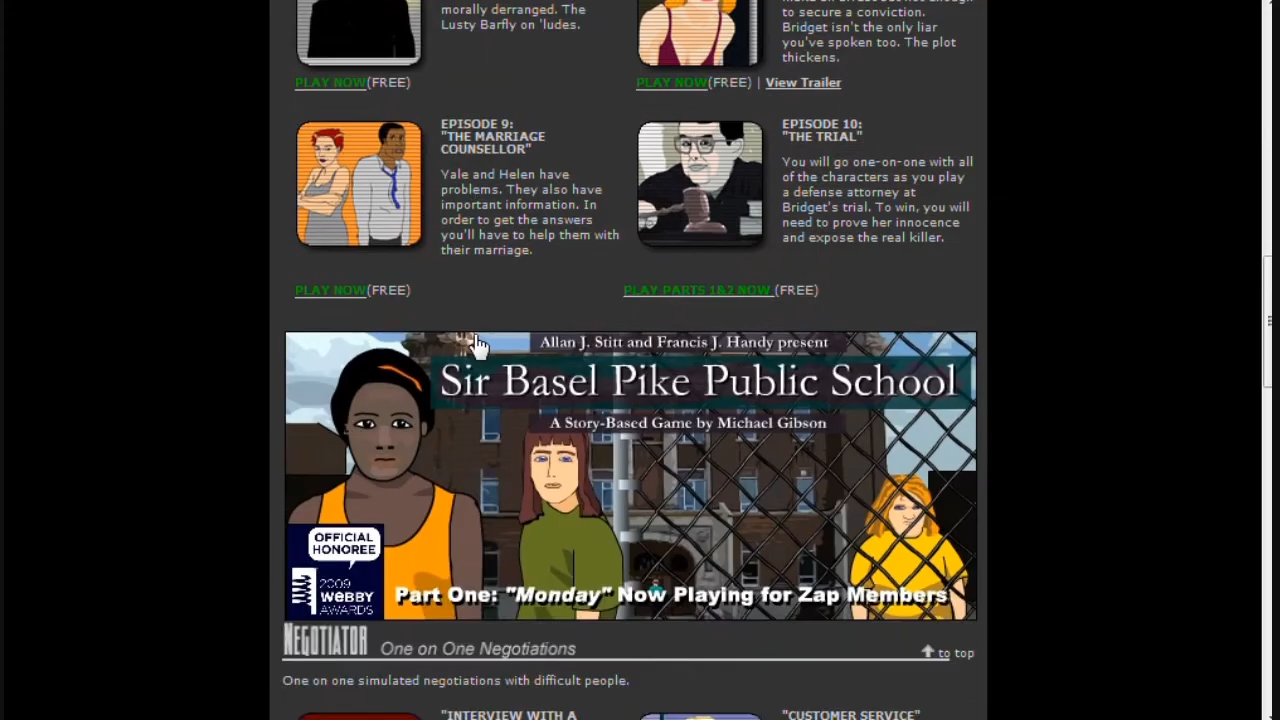 morally derranged. The
Lusty Barfly on 'ludes.
PLAY NOW(FREE)
to secure a conviction.
Bridget isn't the only liar
you've spoken too. The plot
thickens.
PLAY NOW(FREE) | View Trailer
EPISODE 9:
"THE MARRIAGE
COUNSELLOR"
Yale and Helen have
problems. They also have
important information. In
order to get the answers
you'll have to help them with
their marriage.
PLAY NOW(FREE)
EPISODE 10:
"THE TRIAL"
You will go one-on-one with all
of the characters as you play
a defense attorney at
Bridget's trial. To win, you will
need to prove her innocence
and expose the real killer.
PLAY PARTS 1&2 NOW (FREE)
Allan J. Stitt and Francis J. Handy present
Sir Basel Pike Public School
A Story-Based Game by Michael Gibson
OFFICIAL
HONOREE
2009
WEBBY
AWARDS
Part One: "Monday" Now Playing for Zap Members
NEGOTIATOR One on One Negotiations
to top
One on one simulated negotiations with difficult people.
"INTERVIEW WITH A
"CUSTOMER SERVICE"